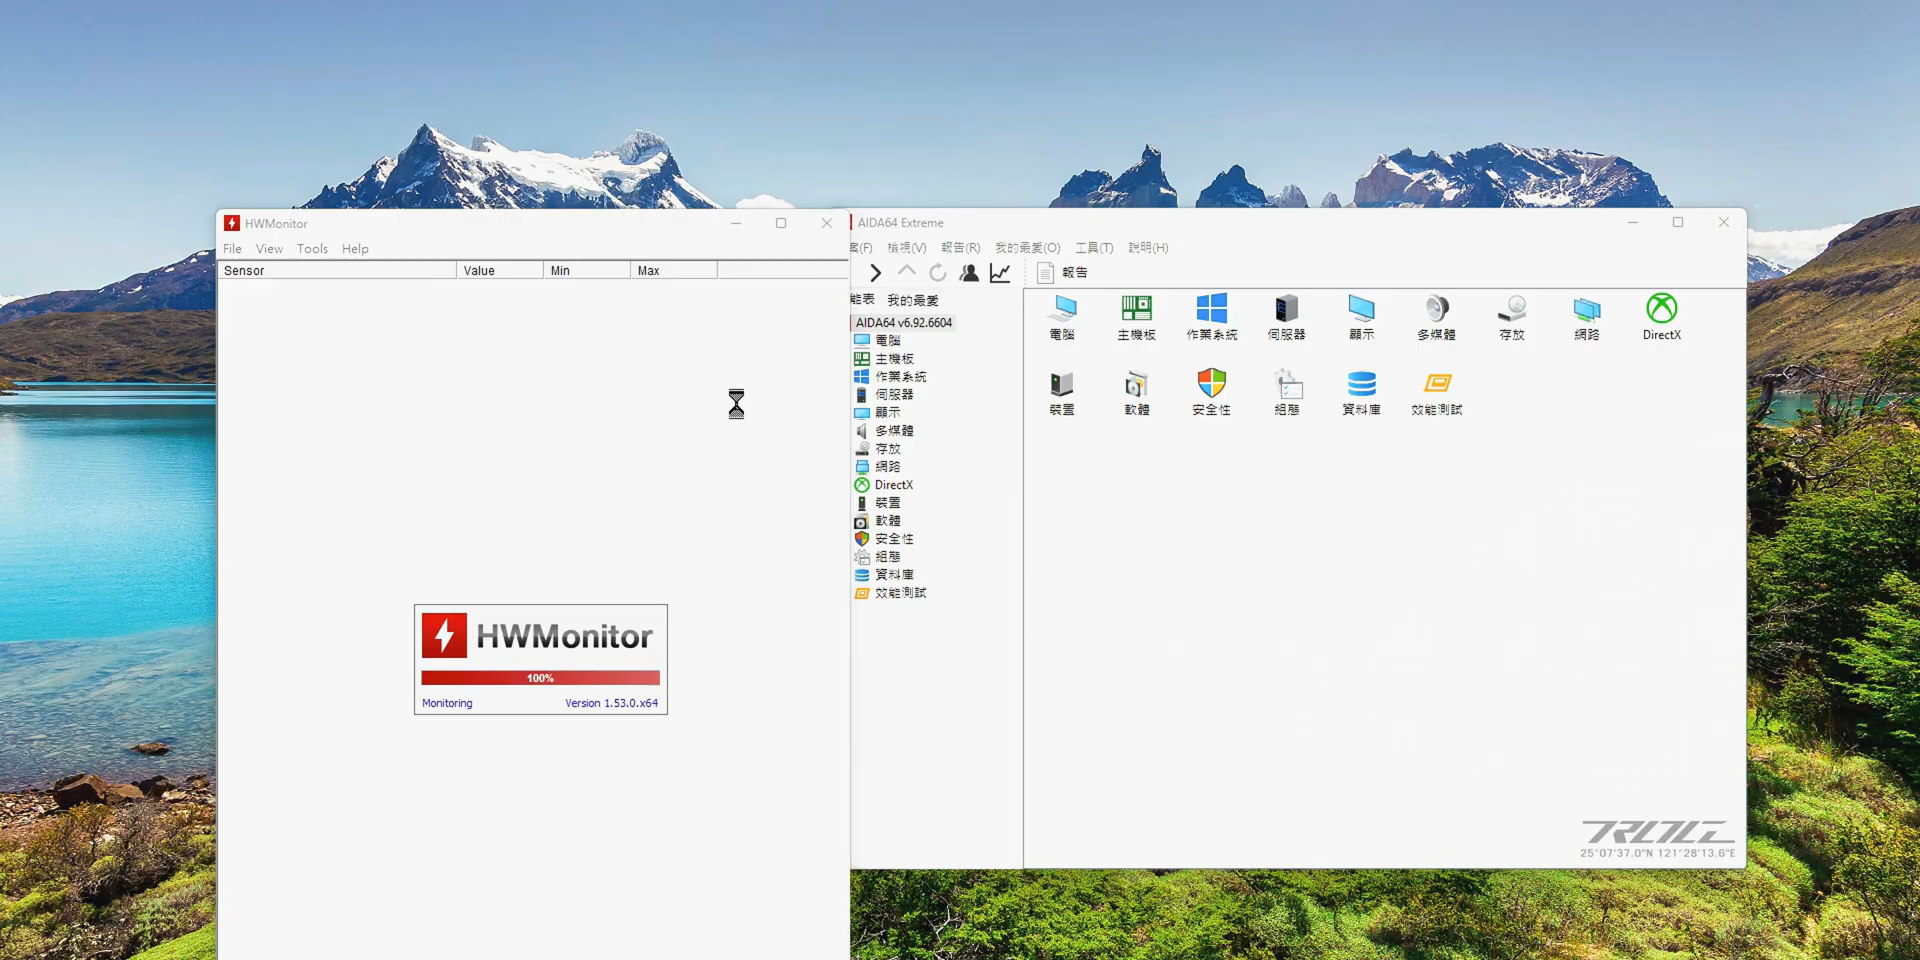 HWMonitor
File View Tools Help
Sensor Value Min Max
HWMonitor
100%
Monitoring Version 1.53.0.x64
AIDA64 Extreme
案(F) 檢視(V) 報告(R) 我的最愛(O) 工具(T) 說明(H)
報告
能表 我的最愛
AIDA64 v6.92.6604
電腦
主機板
作業系統
伺服器
顯示
多媒體
存放
網路
DirectX
裝置
軟體
安全性
組態
資料庫
效能測試
電腦 主機板 作業系統 伺服器 顯示 多媒體 存放 網路 DirectX
裝置 軟體 安全性 組態 資料庫 效能測試
25°07'37.0"N 121°28'13.6"E